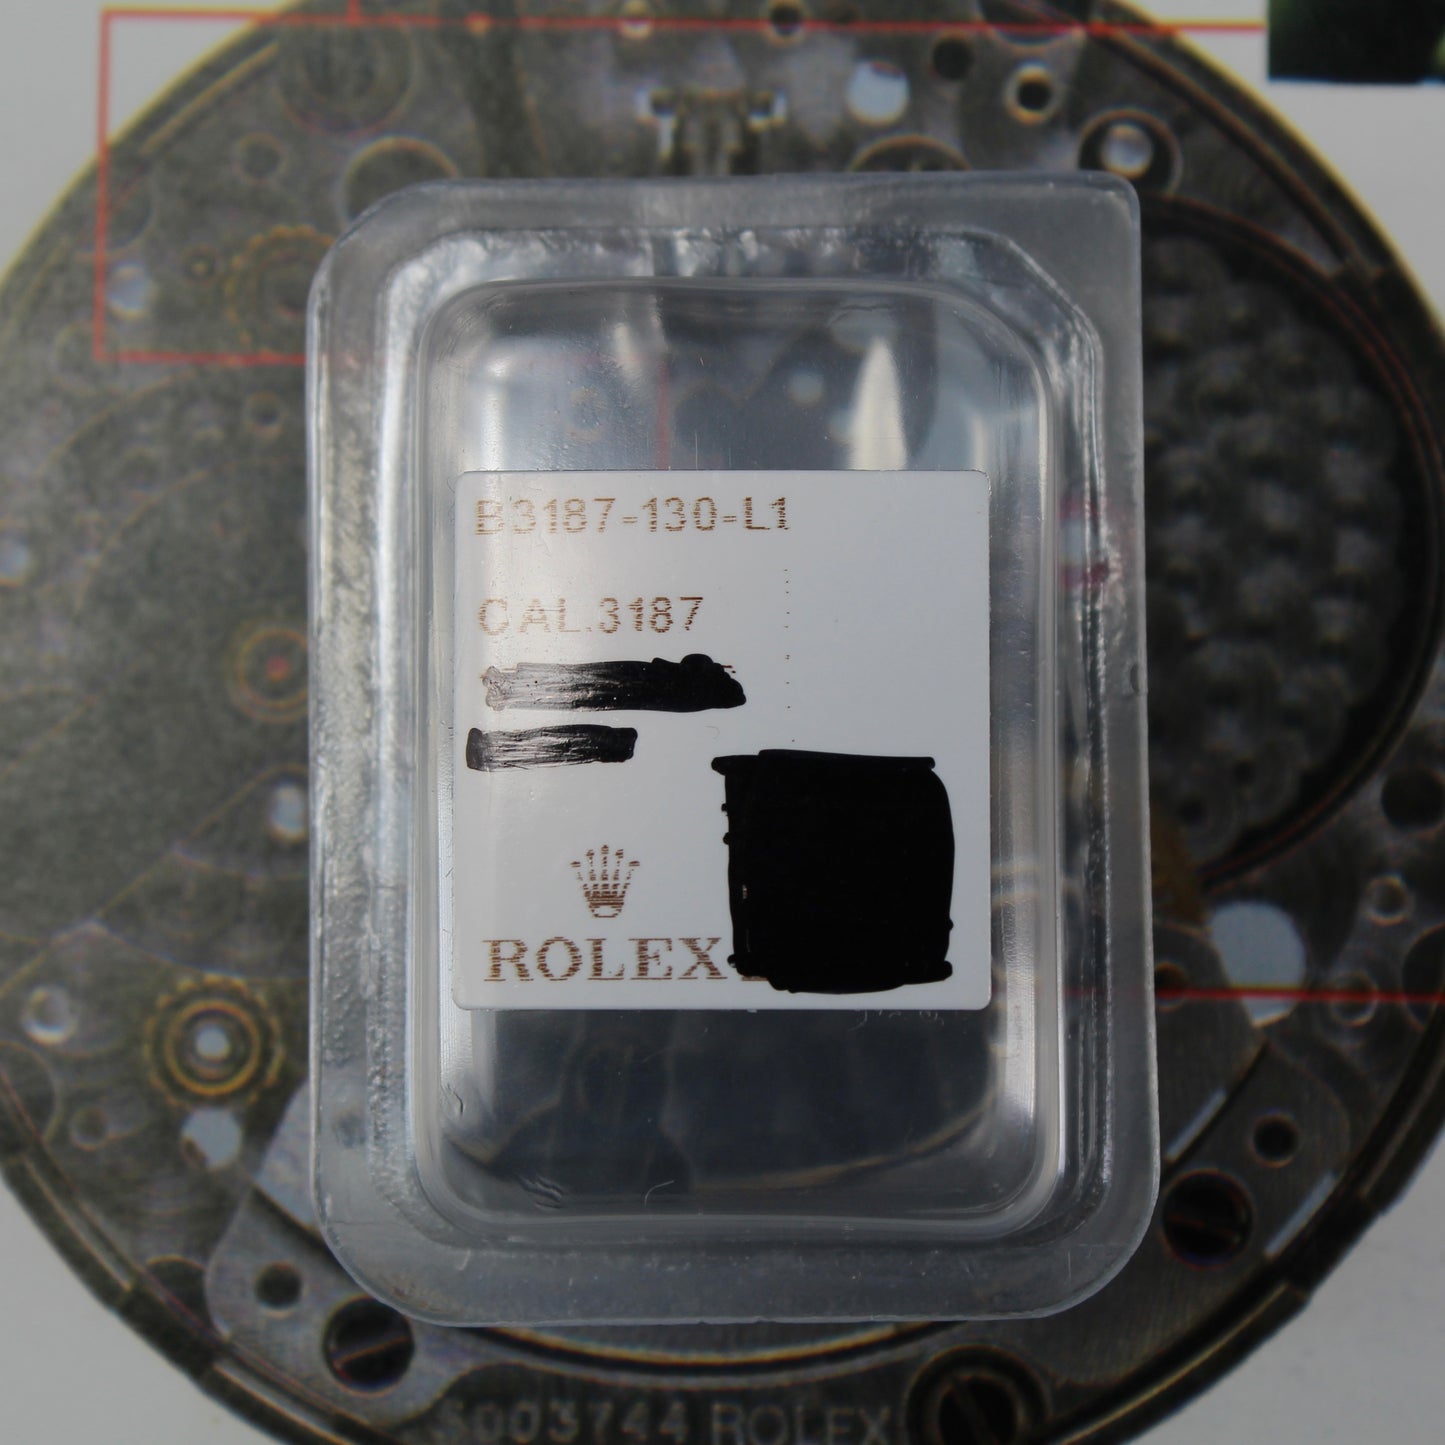 B3187-130-L1
CAL.3187
ROLEX
S003744 ROLEX